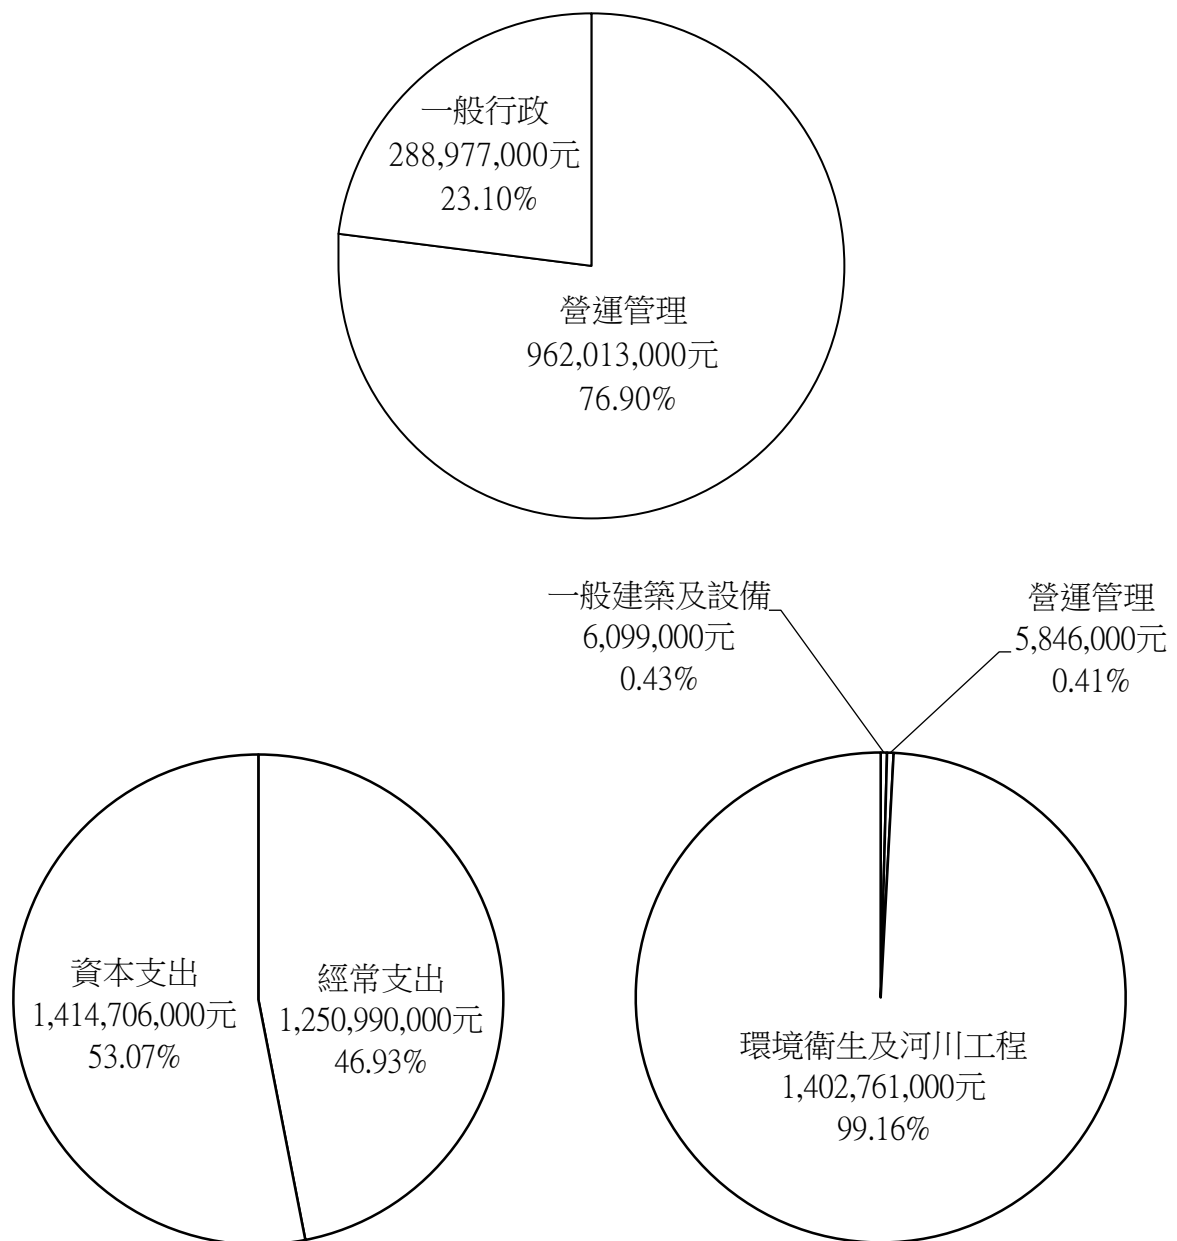 一般行政
288,977,000元
23.10%
營運管理
962,013,000元
76.90%
一般建築及設備
6,099,000元
0.43%
營運管理
5,846,000元
0.41%
資本支出
1,414,706,000元
53.07%
經常支出
1,250,990,000元
46.93%
環境衛生及河川工程
1,402,761,000元
99.16%